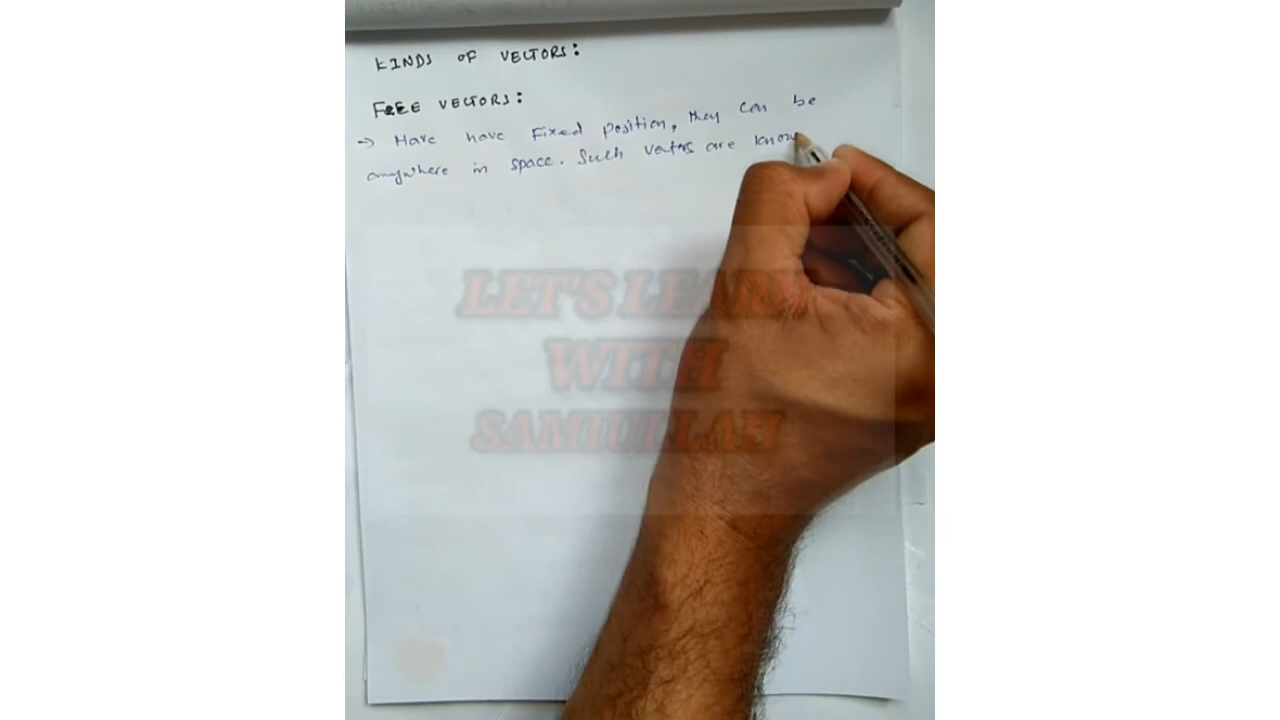 KINDS OF VECTORS:
FREE VECTORS:
→ Have have Fixed position, they can be
anywhere in space. Such vectors are know
LET'S LEARN
WITH
SAMIULLAH